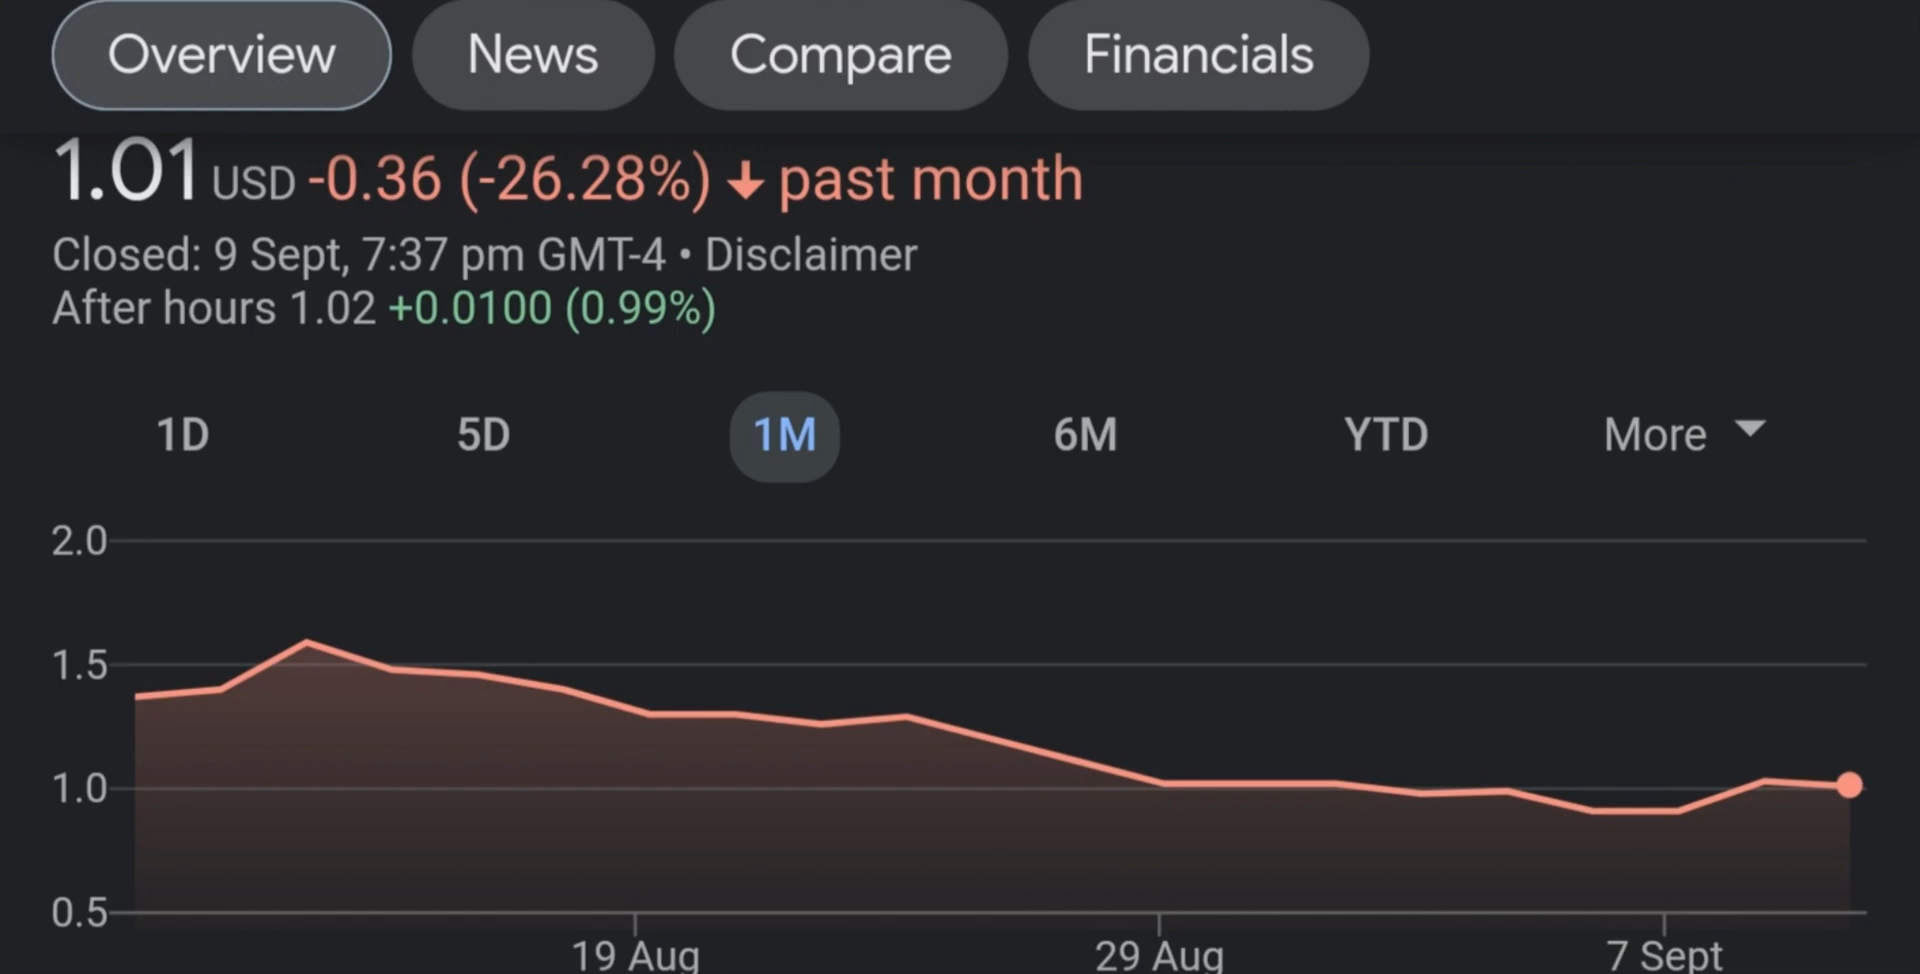 Overview News Compare Financials
1.01 USD -0.36 (-26.28%) ↓ past month
Closed: 9 Sept, 7:37 pm GMT-4 • Disclaimer
After hours 1.02 +0.0100 (0.99%)
1D 5D 1M 6M YTD More
2.0
1.5
1.0
0.5
19 Aug 29 Aug 7 Sept